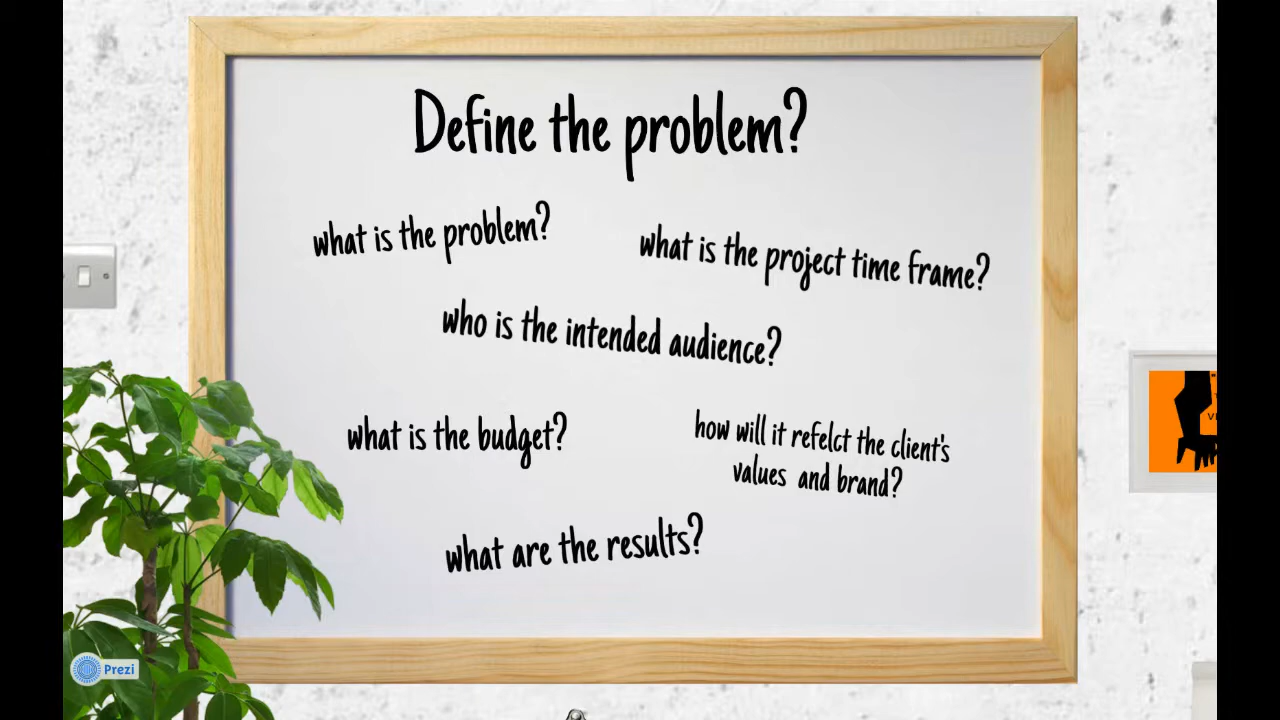 Define the problem?
what is the problem?
what is the project time frame?
who is the intended audience?
what is the budget?
how will it refelct the client's
values and brand?
what are the results?
Prezi